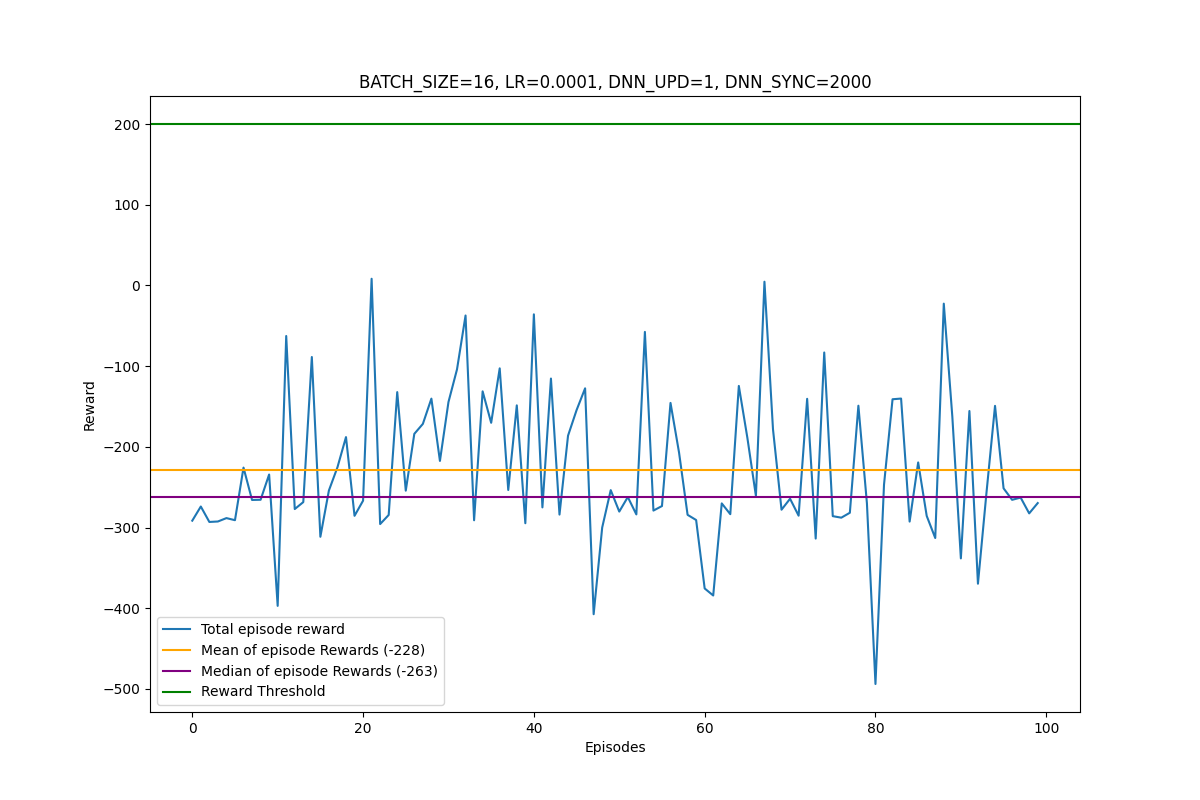 BATCH_SIZE=16, LR=0.0001, DNN_UPD=1, DNN_SYNC=2000
200
100
0
−100
−200
−300
−400
−500
Reward
Total episode reward
Mean of episode Rewards (-228)
Median of episode Rewards (-263)
Reward Threshold
0 20 40 60 80 100
Episodes